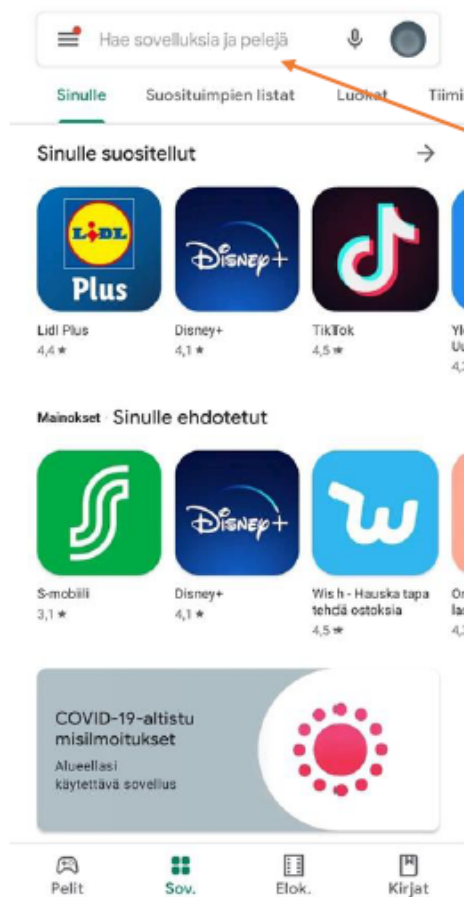 Hae sovelluksia ja pelejä
Sinulle Suosituimpien listat Luokat Tiimi
Sinulle suositellut
LIDL
Plus
Disney+
Lidl Plus Disney+ TikTok
4,4 ★ 4,1 ★ 4,5 ★
Mainokset · Sinulle ehdotetut
Disney+
S-mobiili Disney+ Wish - Hauska tapa
tehdä ostoksia
3,1 ★ 4,1 ★
4,5 ★
COVID-19-altistu
misilmoitukset
Alueellasi
käytettävä sovellus
Pelit Sov. Elok. Kirjat